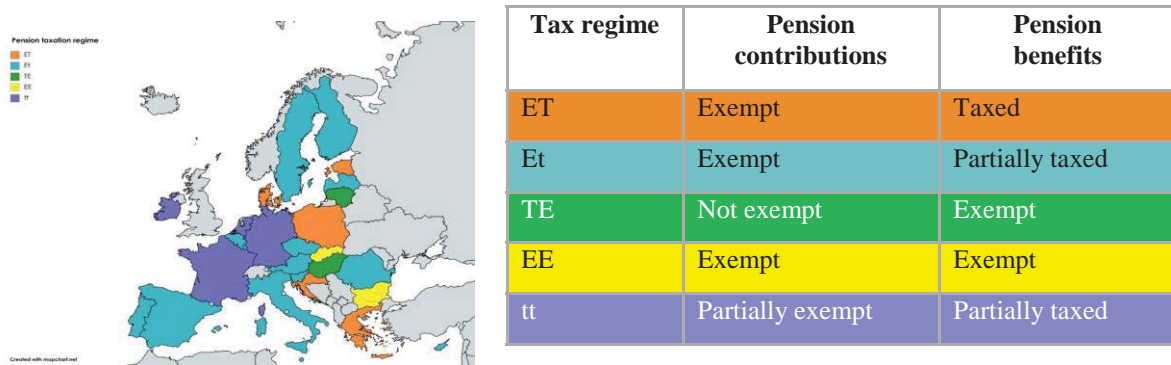 Pension taxation regime
ET
Et
TE
EE
tt
Created with mapchart.net
Tax regime Pension contributions Pension benefits
ET Exempt Taxed
Et Exempt Partially taxed
TE Not exempt Exempt
EE Exempt Exempt
tt Partially exempt Partially taxed